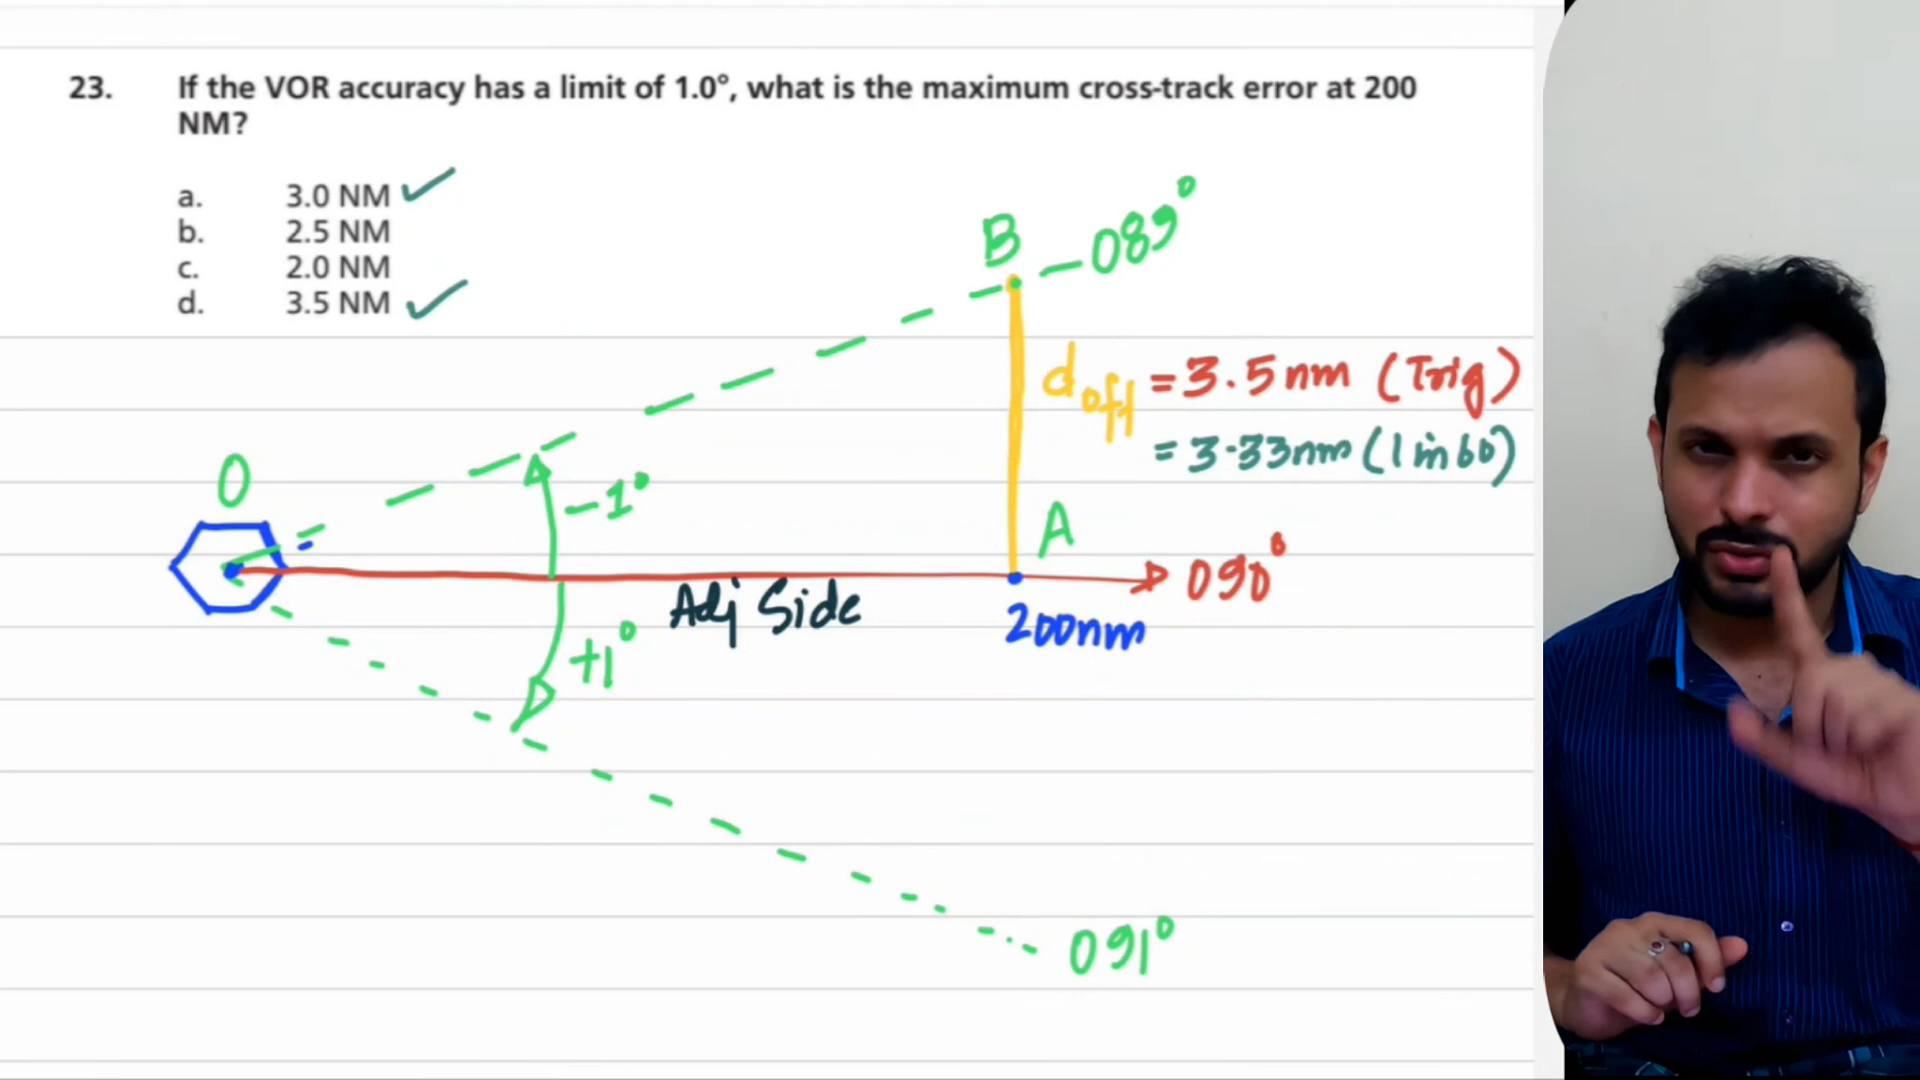 23. If the VOR accuracy has a limit of 1.0°, what is the maximum cross-track error at 200
NM?
a. 3.0 NM ✓
b. 2.5 NM
c. 2.0 NM
d. 3.5 NM ✓
B – 089°
doff = 3.5nm (Trig)
= 3.33nm (1 in 60)
O
-1°
A
090°
Adj Side
200nm
+1°
091°